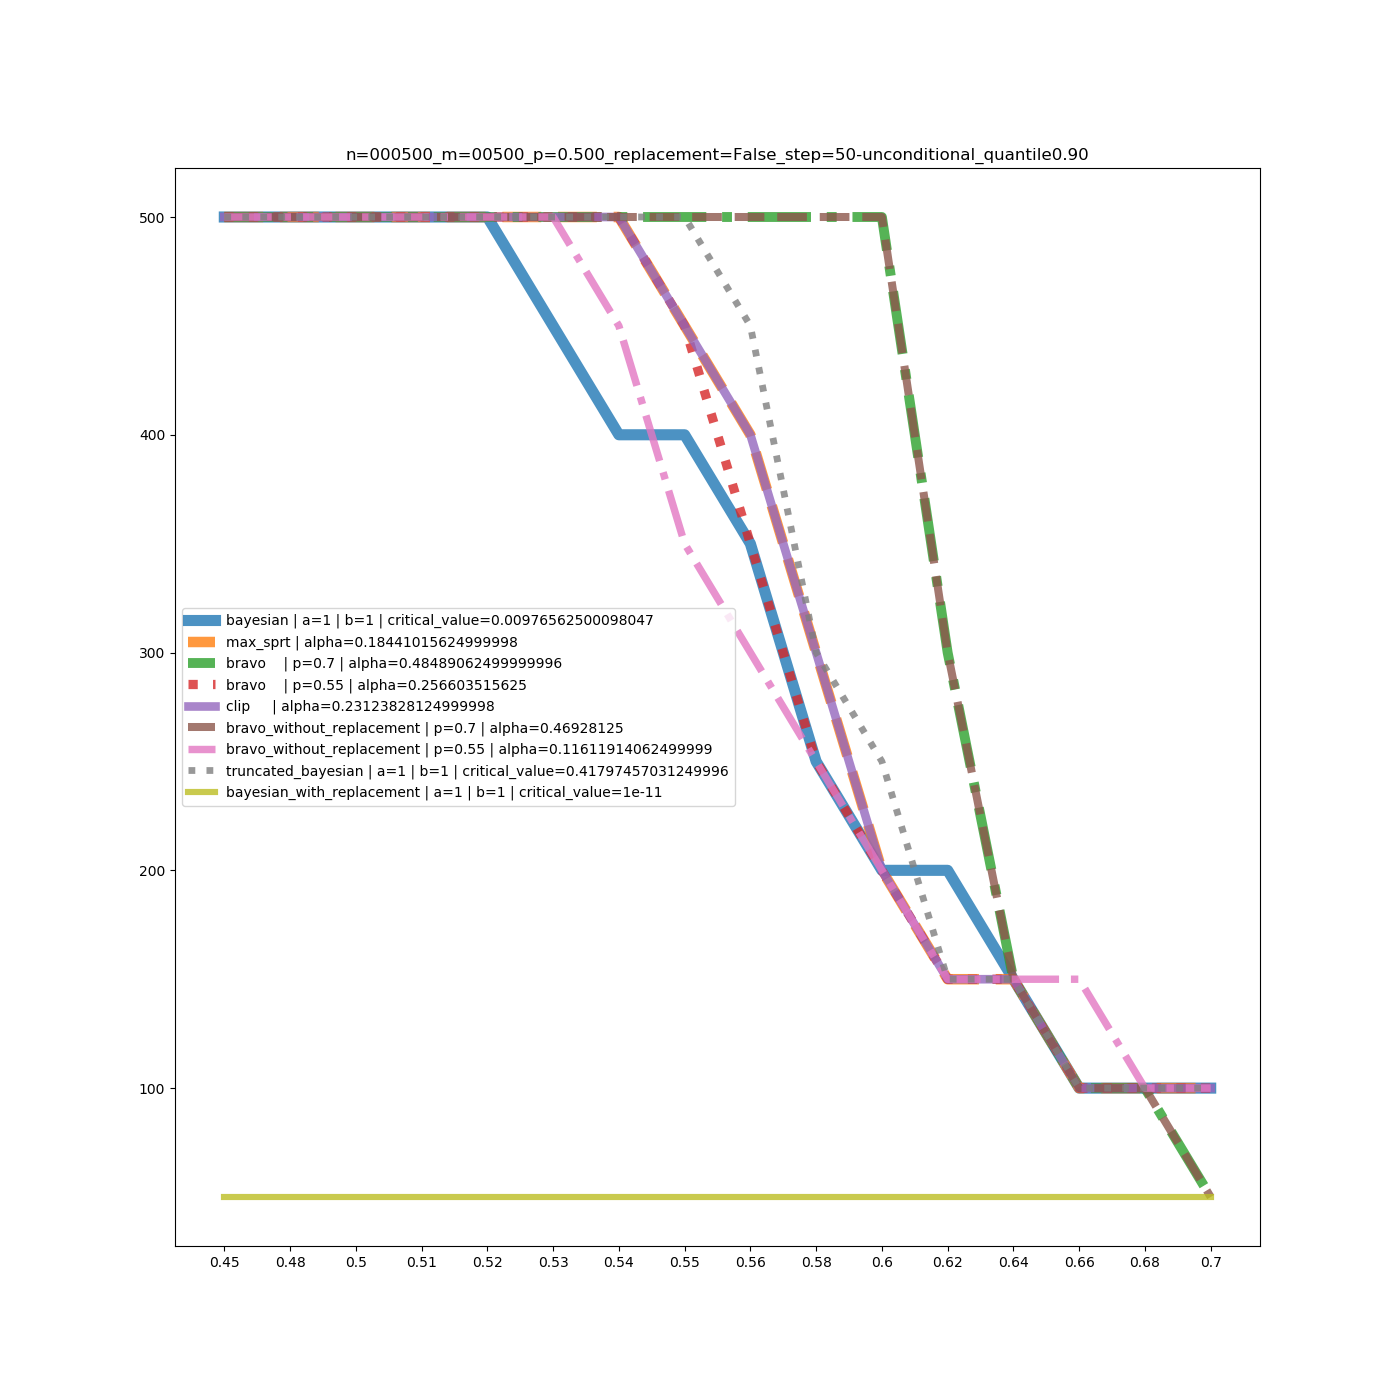 n=000500_m=00500_p=0.500_replacement=False_step=50-unconditional_quantile0.90
500
400
300
200
100
bayesian | a=1 | b=1 | critical_value=0.00976562500098047
max_sprt | alpha=0.18441015624999998
bravo    | p=0.7 | alpha=0.48489062499999996
bravo    | p=0.55 | alpha=0.256603515625
clip     | alpha=0.23123828124999998
bravo_without_replacement | p=0.7 | alpha=0.46928125
bravo_without_replacement | p=0.55 | alpha=0.11611914062499999
truncated_bayesian | a=1 | b=1 | critical_value=0.41797457031249996
bayesian_with_replacement | a=1 | b=1 | critical_value=1e-11
0.45 0.48 0.5 0.51 0.52 0.53 0.54 0.55 0.56 0.58 0.6 0.62 0.64 0.66 0.68 0.7